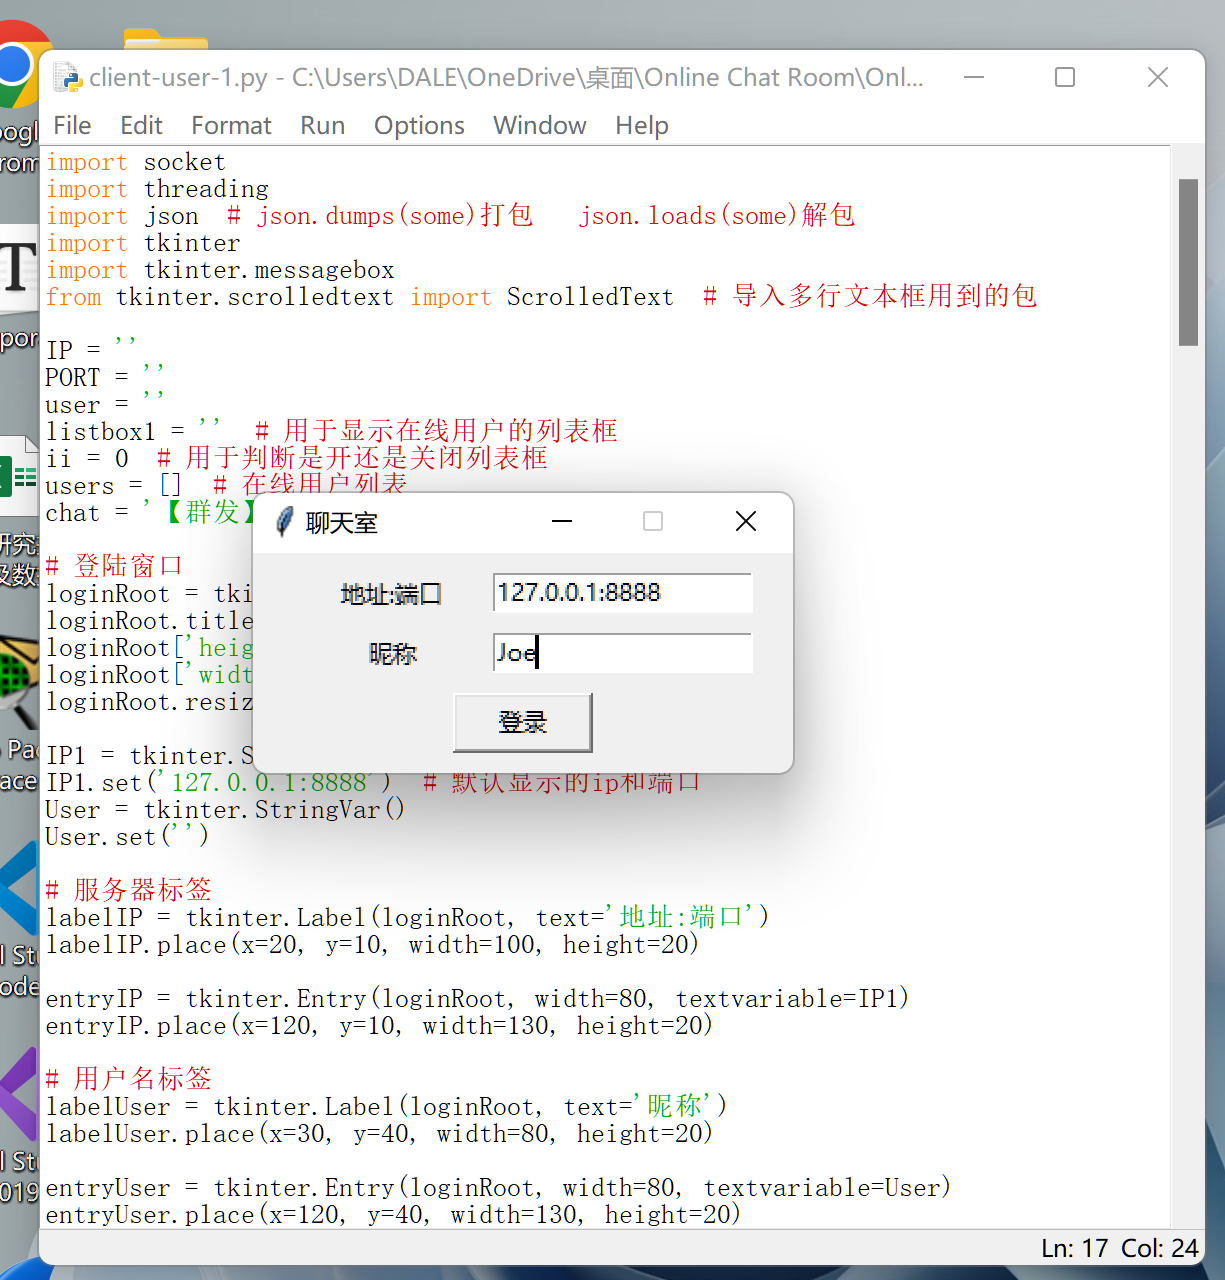 client-user-1.py - C:\Users\DALE\OneDrive\桌面\Online Chat Room\Onl...
File Edit Format Run Options Window Help
import socket
import threading
import json  # json.dumps(some)打包   json.loads(some)解包
import tkinter
import tkinter.messagebox
from tkinter.scrolledtext import ScrolledText  # 导入多行文本框用到的包
IP = ''
PORT = ''
user = ''
listbox1 = ''  # 用于显示在线用户的列表框
ii = 0  # 用于判断是开还是关闭列表框
users = []  # 在线用户列表
chat = '【群发】
# 登陆窗口
loginRoot = tki
loginRoot.title
loginRoot['heig
loginRoot['widt
loginRoot.resiz
聊天室
地址:端口 127.0.0.1:8888
昵称 Joe
登录
IP1 = tkinter.S
IP1.set('127.0.0.1:8888')  # 默认显示的ip和端口
User = tkinter.StringVar()
User.set('')
# 服务器标签
labelIP = tkinter.Label(loginRoot, text='地址:端口')
labelIP.place(x=20, y=10, width=100, height=20)
entryIP = tkinter.Entry(loginRoot, width=80, textvariable=IP1)
entryIP.place(x=120, y=10, width=130, height=20)
# 用户名标签
labelUser = tkinter.Label(loginRoot, text='昵称')
labelUser.place(x=30, y=40, width=80, height=20)
entryUser = tkinter.Entry(loginRoot, width=80, textvariable=User)
entryUser.place(x=120, y=40, width=130, height=20)
Ln: 17 Col: 24